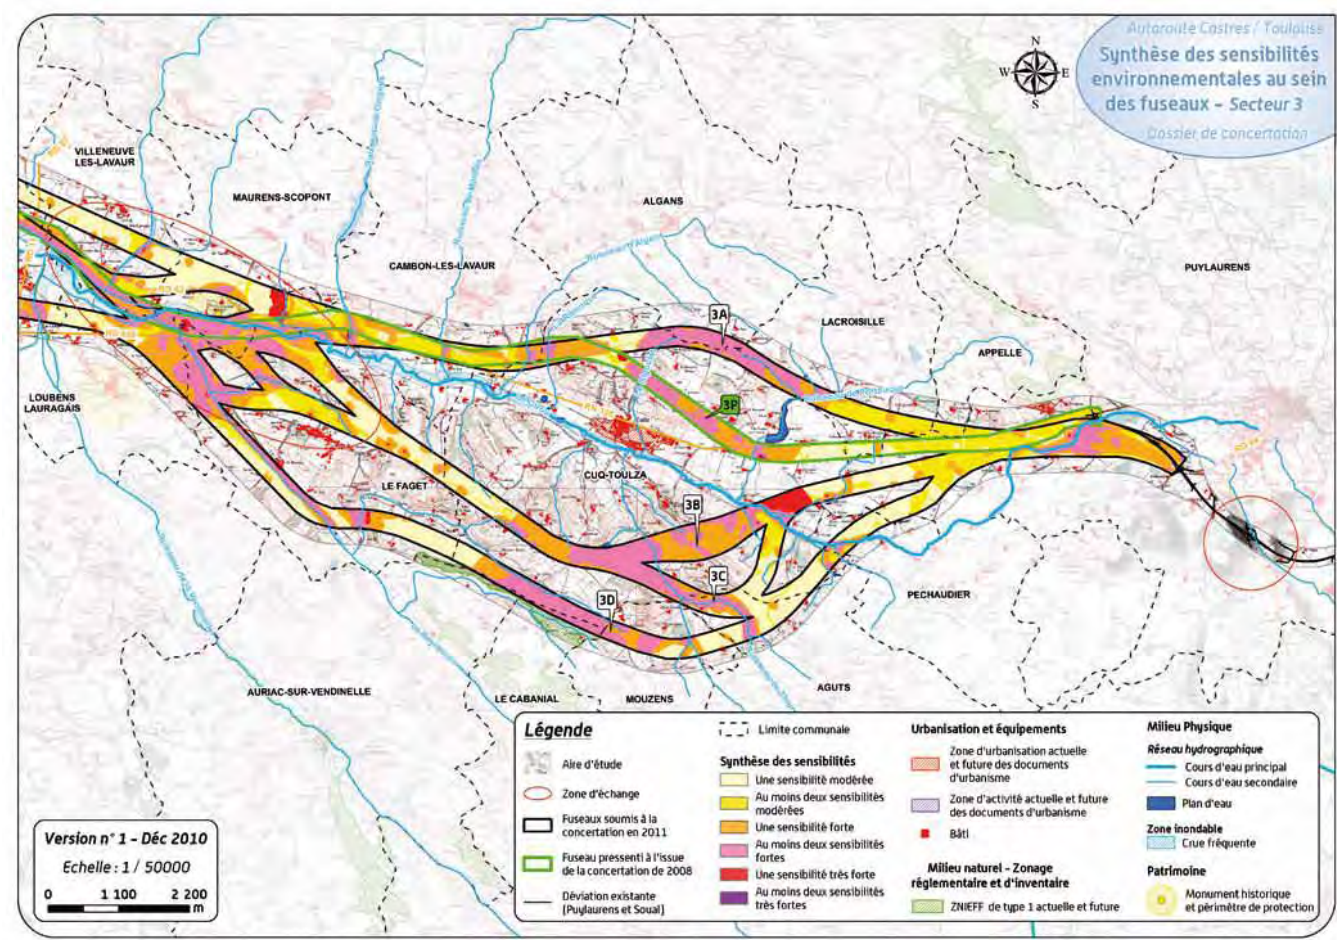 Autoroute Castres / Toulouse
Synthèse des sensibilités
environnementales au sein
des fuseaux - Secteur 3
Dossier de concertation
N
W
E
S
VILLENEUVE
LES-LAVAUR
MAURENS-SCOPONT
ALGANS
CAMBON-LES-LAVAUR
PUYLAURENS
LACROISILLE
APPELLE
3A
3P
LOUBENS
LAURAGAIS
CUQ-TOULZA
LE FAGET
3B
3C
3D
PECHAUDIER
AURIAC-SUR-VENDINELLE
LE CABANIAL
MOUZENS
AGUTS
Version n° 1 - Déc 2010
Echelle : 1 / 50000
0 1 100 2 200
m
Légende
Aire d'étude
Zone d'échange
Fuseaux soumis à la
concertation en 2011
Fuseau pressenti à l'issue
de la concertation de 2008
Déviation existante
(Puylaurens et Soual)
Limite communale
Synthèse des sensibilités
Une sensibilité modérée
Au moins deux sensibilités
modérées
Une sensibilité forte
Au moins deux sensibilités
fortes
Une sensibilité très forte
Au moins deux sensibilités
très fortes
Urbanisation et équipements
Zone d'urbanisation actuelle
et future des documents
d'urbanisme
Zone d'activité actuelle et future
des documents d'urbanisme
Bâti
Milieu naturel - Zonage
réglementaire et d'inventaire
ZNIEFF de type 1 actuelle et future
Milieu Physique
Réseau hydrographique
Cours d'eau principal
Cours d'eau secondaire
Plan d'eau
Zone inondable
Crue fréquente
Patrimoine
Monument historique
et périmètre de protection